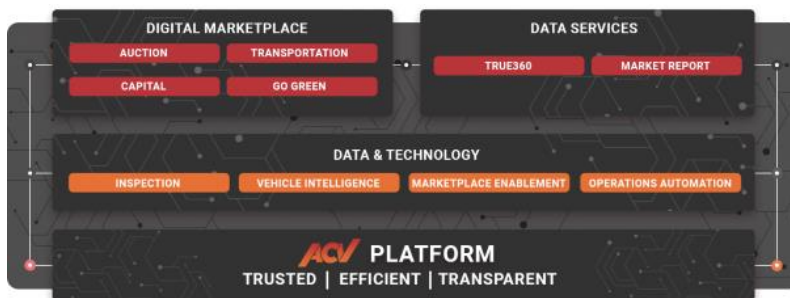 DIGITAL MARKETPLACE
AUCTION
TRANSPORTATION
CAPITAL
GO GREEN
DATA SERVICES
TRUE360
MARKET REPORT
DATA & TECHNOLOGY
INSPECTION
VEHICLE INTELLIGENCE
MARKETPLACE ENABLEMENT
OPERATIONS AUTOMATION
ACV PLATFORM
TRUSTED | EFFICIENT | TRANSPARENT